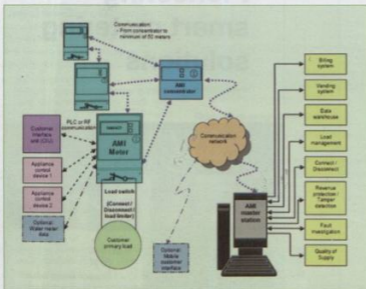 Communication:
- From concentrator to
minimum of 50 meters
AMI
concentrator
PLC or RF
communication
Customer
interface
unit (CIU)
Appliance
control
device 1
Appliance
control
device 2
Optional:
Water meter
data
AMI
Meter
Load switch
(Connect /
Disconnect /
load limiter)
Customer
primary load
Communication
network
Optional: Mobile
customer
interface
AMI
master
station
Billing
system
Vending
system
Data
warehouse
Load
management
Connect /
Disconnect
Revenue
protection /
Tamper
detection
Fault
investigation
Quality of
Supply